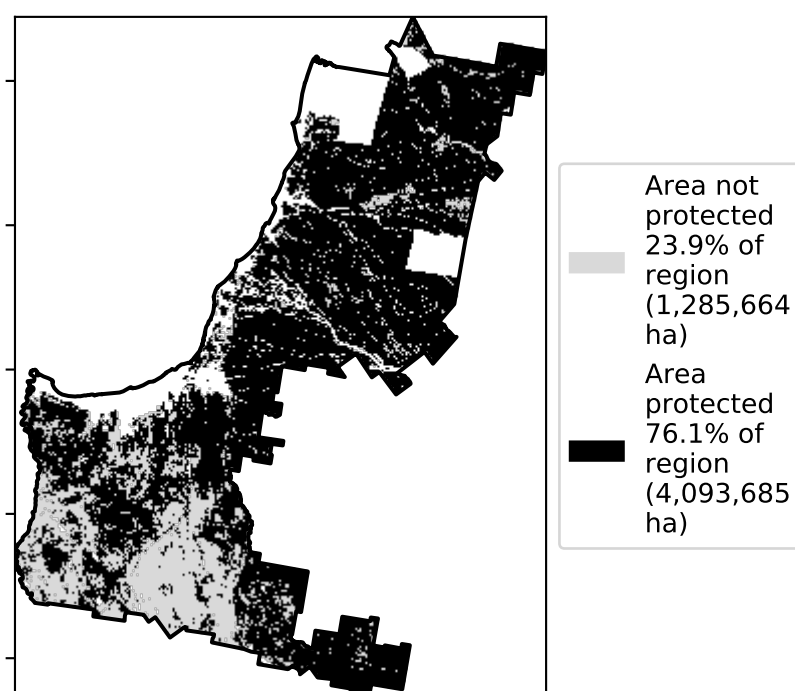 Area not
protected
23.9% of
region
(1,285,664
ha)
Area
protected
76.1% of
region
(4,093,685
ha)